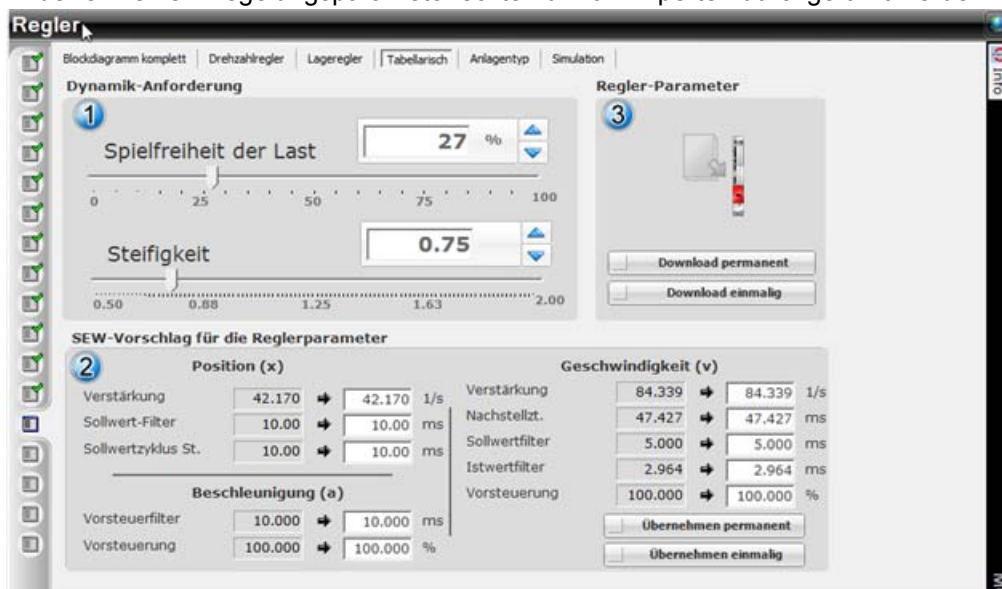 Regler
Blockdiagramm komplett Drehzahlregler Lageregler Tabellarisch Anlagentyp Simulation
Info
Dynamik-Anforderung
1
Spielfreiheit der Last 27 %
0 25 50 75 100
Steifigkeit 0.75
0.50 0.88 1.25 1.63 2.00
Regler-Parameter
3
Download permanent
Download einmalig
SEW-Vorschlag für die Reglerparameter
2
Position (x)
Verstärkung 42.170 42.170 1/s
Sollwert-Filter 10.00 10.00 ms
Sollwertzyklus St. 10.00 10.00 ms
Beschleunigung (a)
Vorsteuerfilter 10.000 10.000 ms
Vorsteuerung 100.000 100.000 %
Geschwindigkeit (v)
Verstärkung 84.339 84.339 1/s
Nachstellzt. 47.427 47.427 ms
Sollwertfilter 5.000 5.000 ms
Istwertfilter 2.964 2.964 ms
Vorsteuerung 100.000 100.000 %
Übernehmen permanent
Übernehmen einmalig